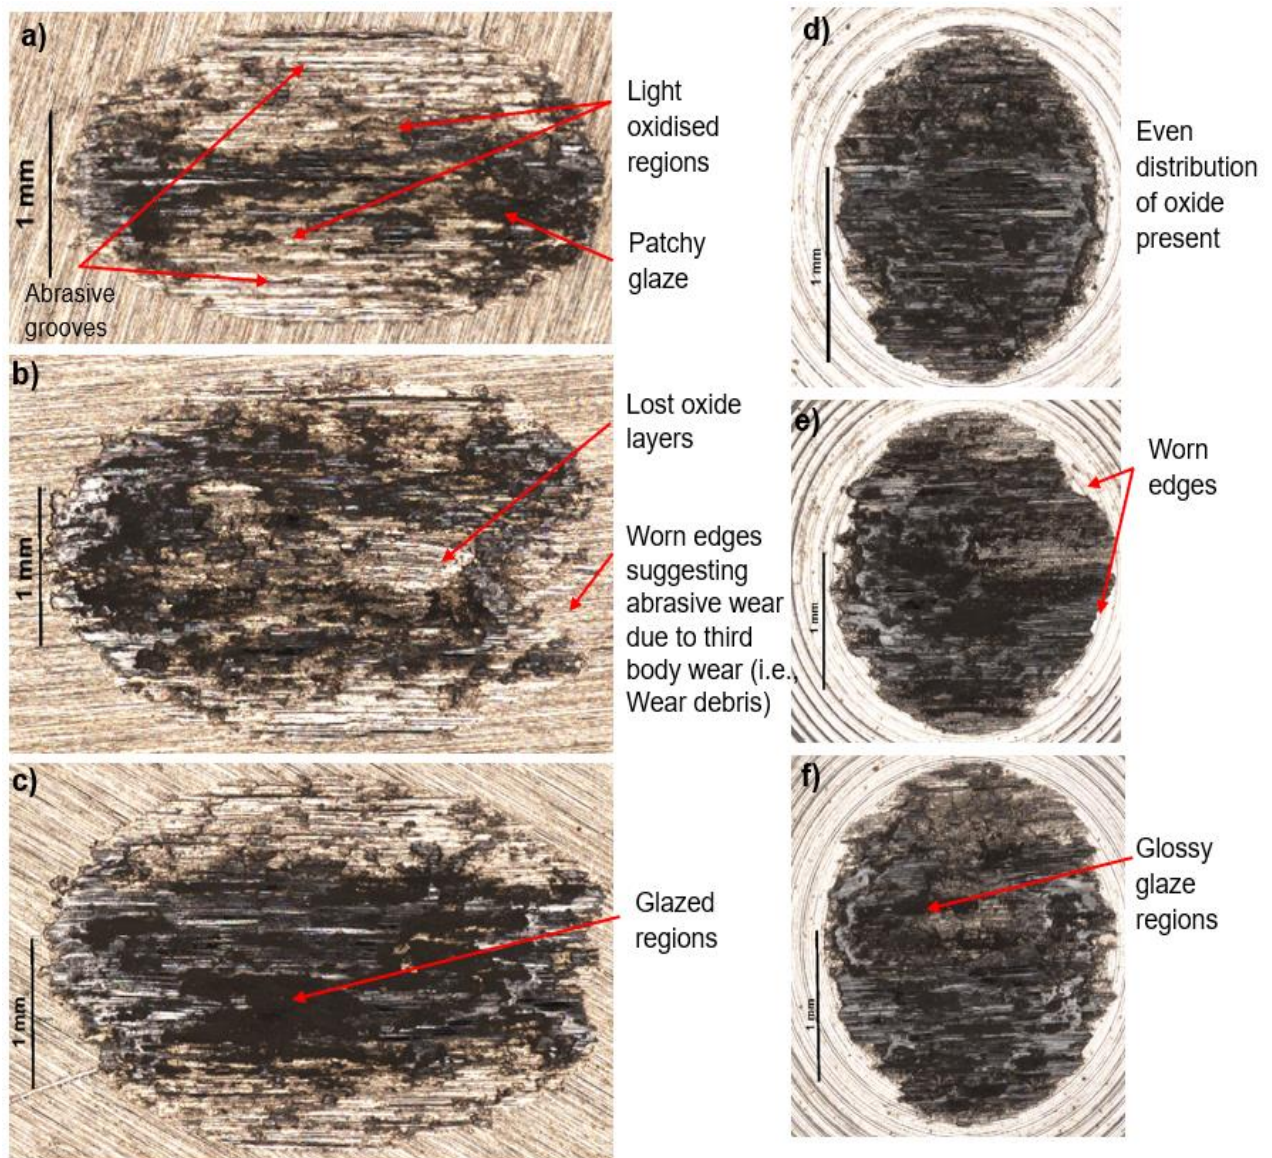 a)
1 mm
Abrasive
grooves
Light
oxidised
regions
Patchy
glaze
b)
1 mm
Lost oxide
layers
Worn edges
suggesting
abrasive wear
due to third
body wear (i.e.,
Wear debris)
c)
1 mm
Glazed
regions
d)
1 mm
Even
distribution
of oxide
present
e)
1 mm
Worn
edges
f)
1 mm
Glossy
glaze
regions